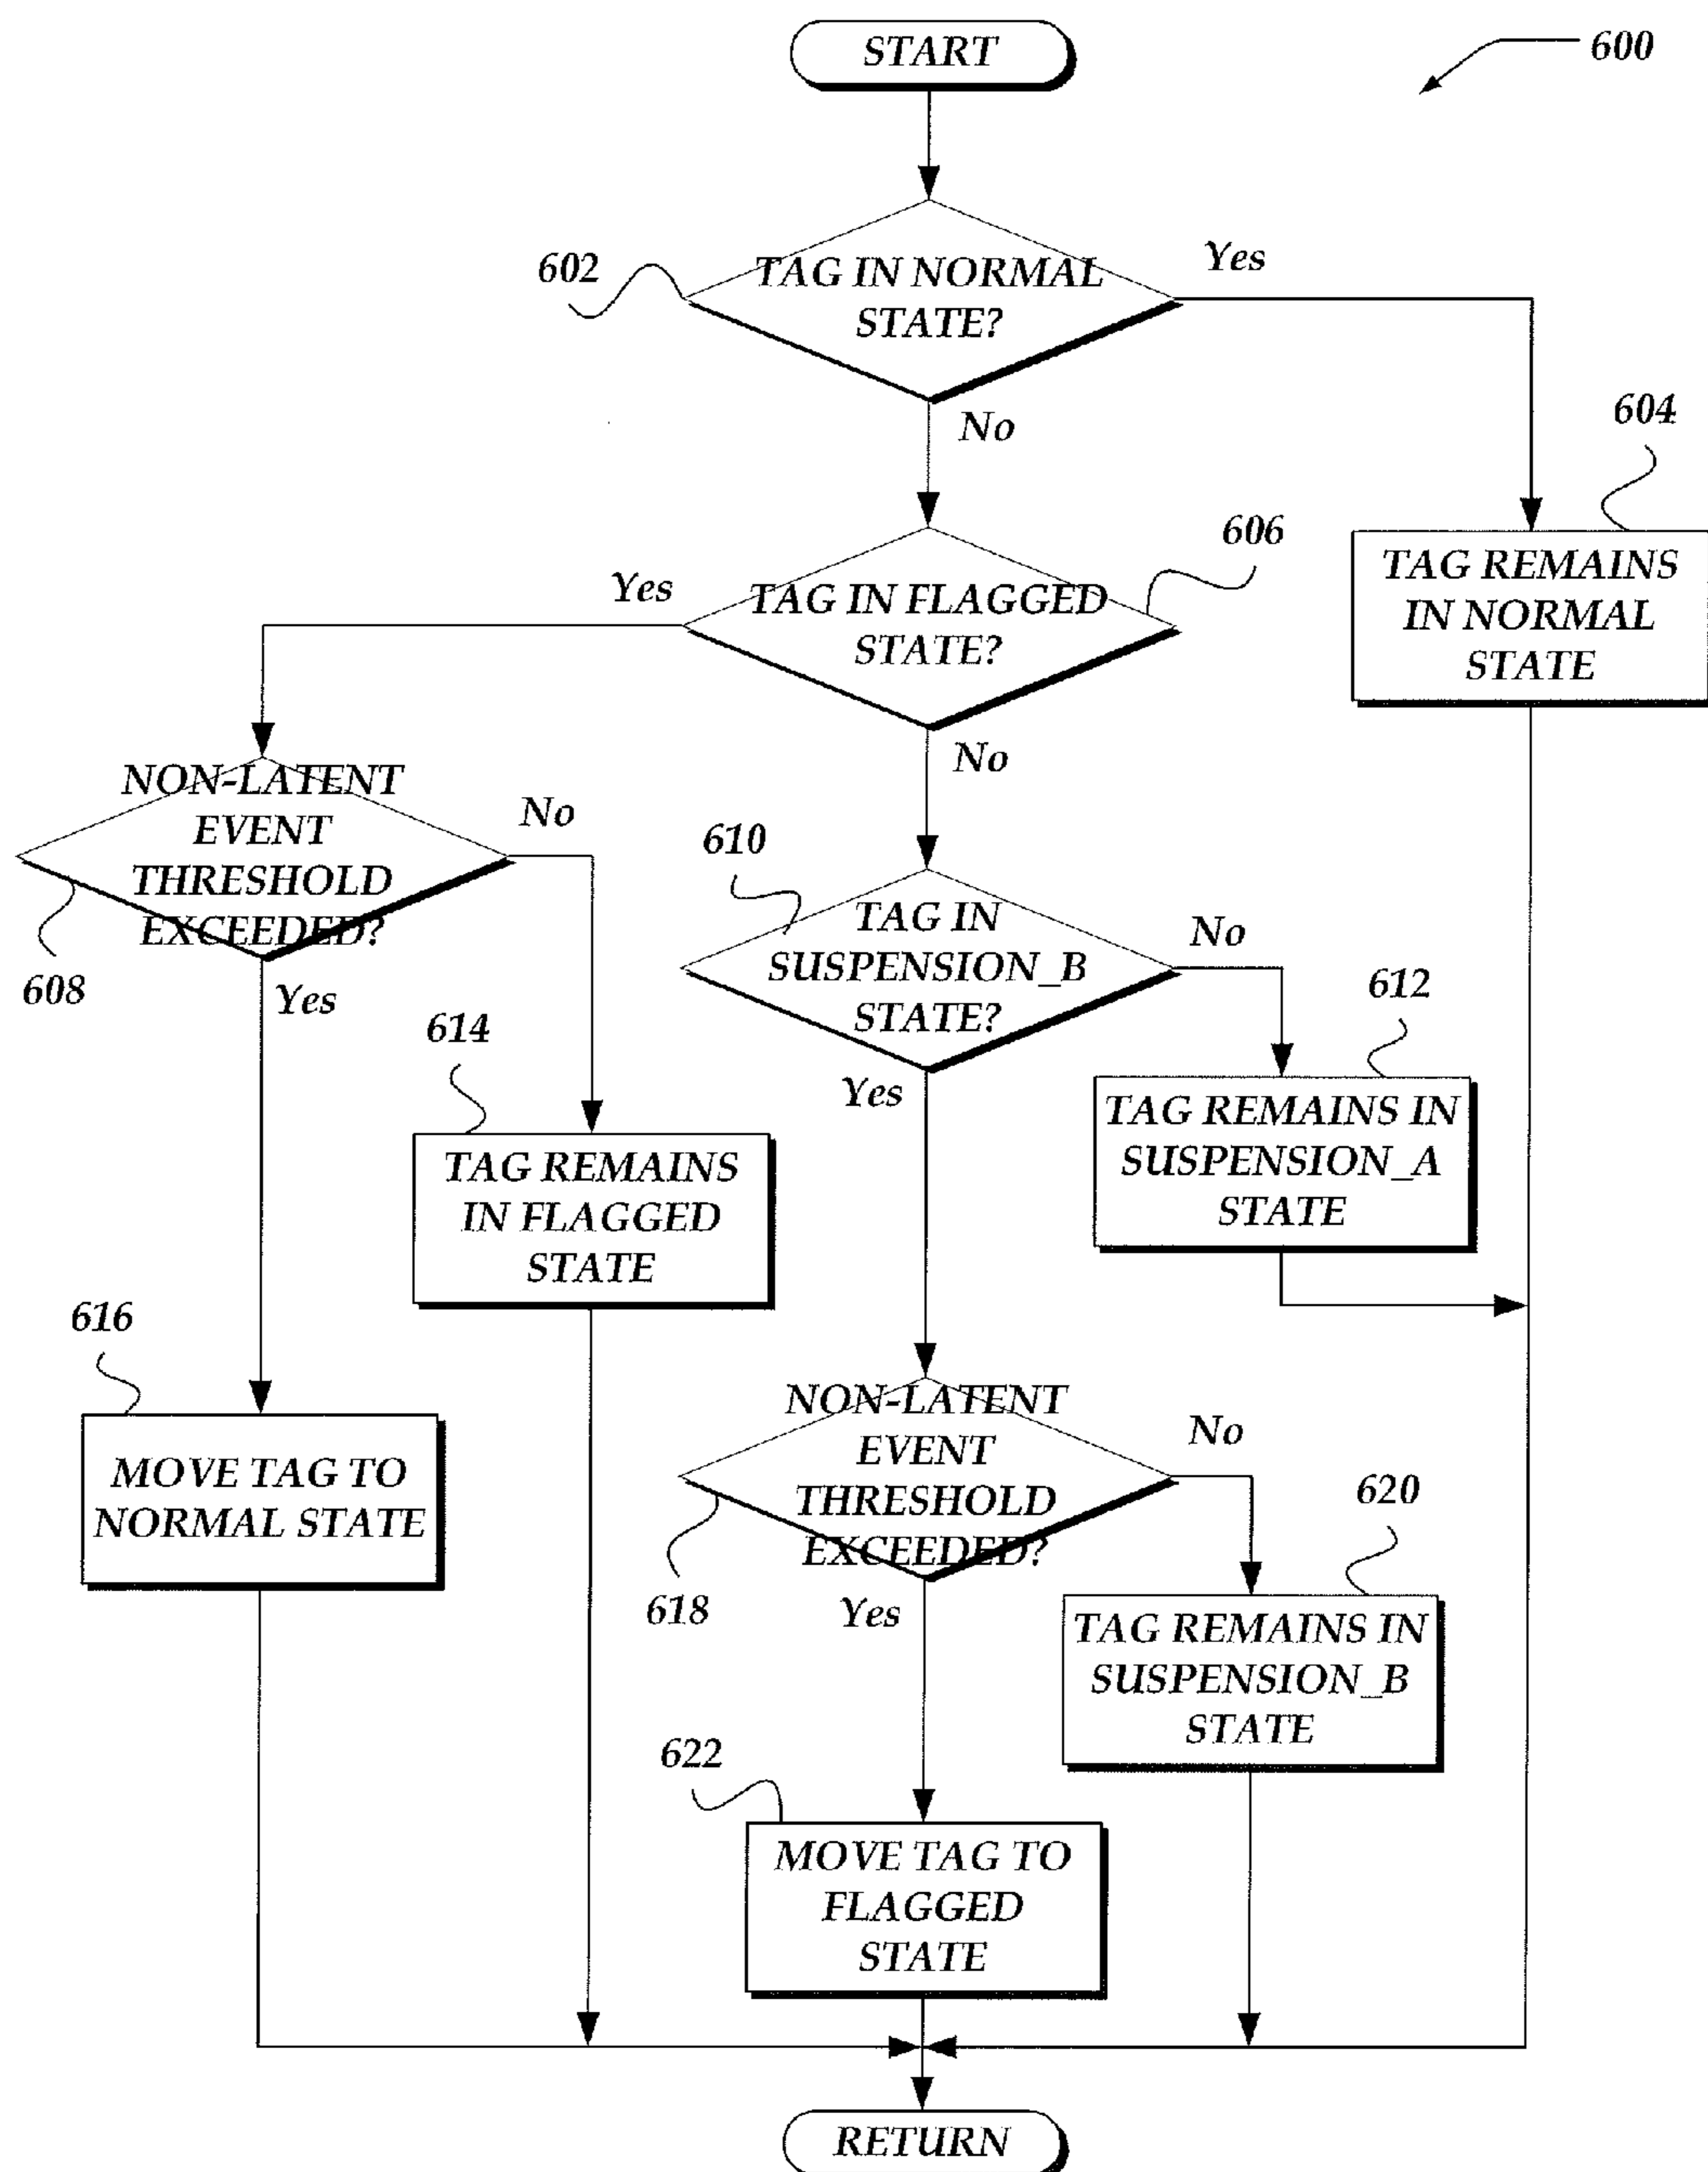 START
600
602
TAG IN NORMAL
STATE?
Yes
No
604
TAG REMAINS
IN NORMAL
STATE
606
TAG IN FLAGGED
STATE?
Yes
No
NON-LATENT
EVENT
THRESHOLD
EXCEEDED?
No
608
Yes
610
TAG IN
SUSPENSION_B
STATE?
No
Yes
612
TAG REMAINS IN
SUSPENSION_A
STATE
614
TAG REMAINS
IN FLAGGED
STATE
616
MOVE TAG TO
NORMAL STATE
NON-LATENT
EVENT
THRESHOLD
EXCEEDED?
No
618
Yes
620
TAG REMAINS IN
SUSPENSION_B
STATE
622
MOVE TAG TO
FLAGGED
STATE
RETURN